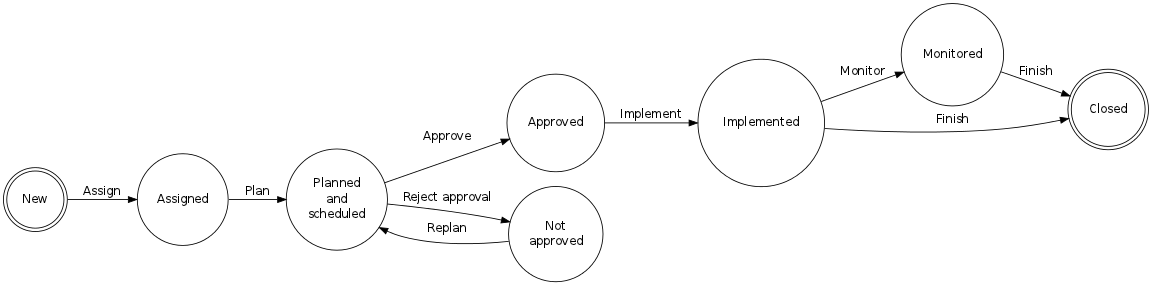 New
Assign
Assigned
Plan
Planned
and
scheduled
Approve
Reject approval
Replan
Approved
Not
approved
Implement
Implemented
Monitor
Monitored
Finish
Finish
Closed